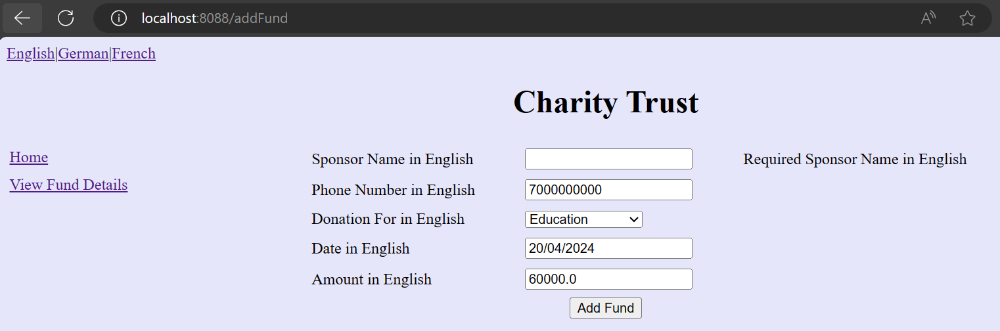 localhost:8088/addFund
English|German|French
Charity Trust
Home
View Fund Details
Sponsor Name in English
Required Sponsor Name in English
Phone Number in English 7000000000
Donation For in English Education
Date in English 20/04/2024
Amount in English 60000.0
Add Fund